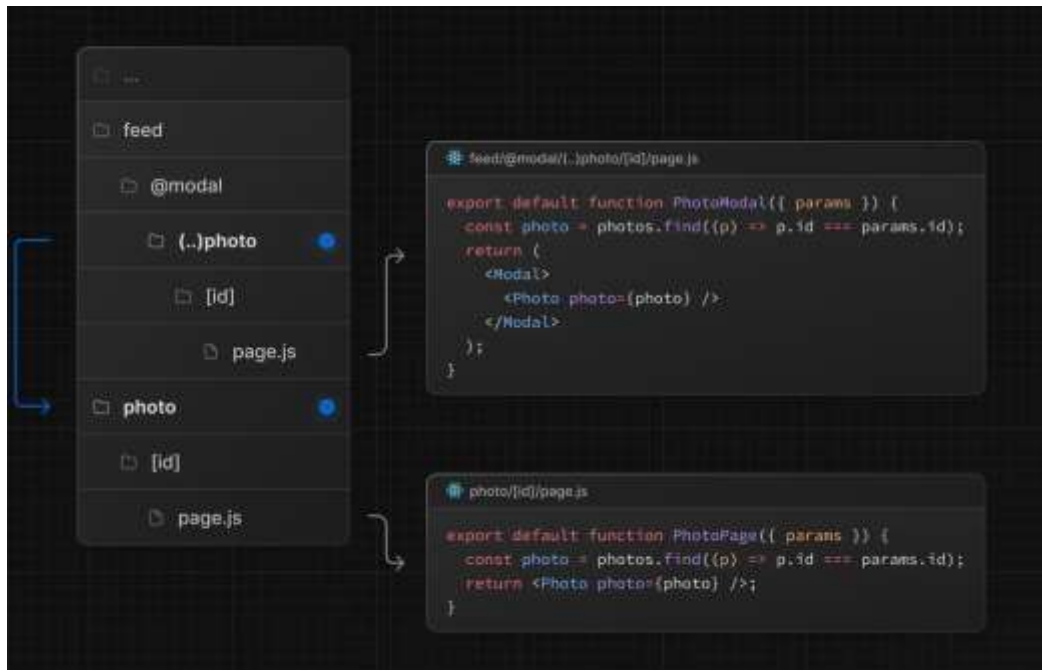 ...
feed
@modal
(..)photo
[id]
page.js
photo
[id]
page.js
feed/@modal/(..)photo/[id]/page.js
export default function PhotoModal({ params }) {
const photo = photos.find((p) => p.id === params.id);
return (
<Modal>
<Photo photo={photo} />
</Modal>
);
}
photo/[id]/page.js
export default function PhotoPage({ params }) {
const photo = photos.find((p) => p.id === params.id);
return <Photo photo={photo} />;
}